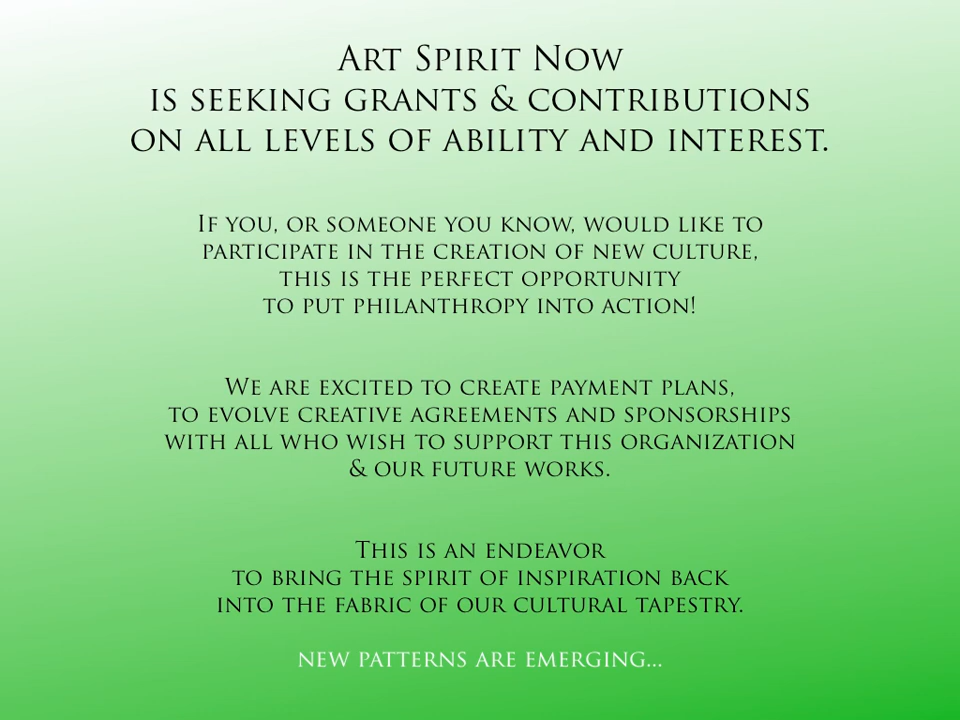 Art Spirit Now
is seeking grants & contributions
on all levels of ability and interest.
If you, or someone you know, would like to
participate in the creation of new culture,
this is the perfect opportunity
to put philanthropy into action!
We are excited to create payment plans,
to evolve creative agreements and sponsorships
with all who wish to support this organization
& our future works.
This is an endeavor
to bring the spirit of inspiration back
into the fabric of our cultural tapestry.
new patterns are emerging...